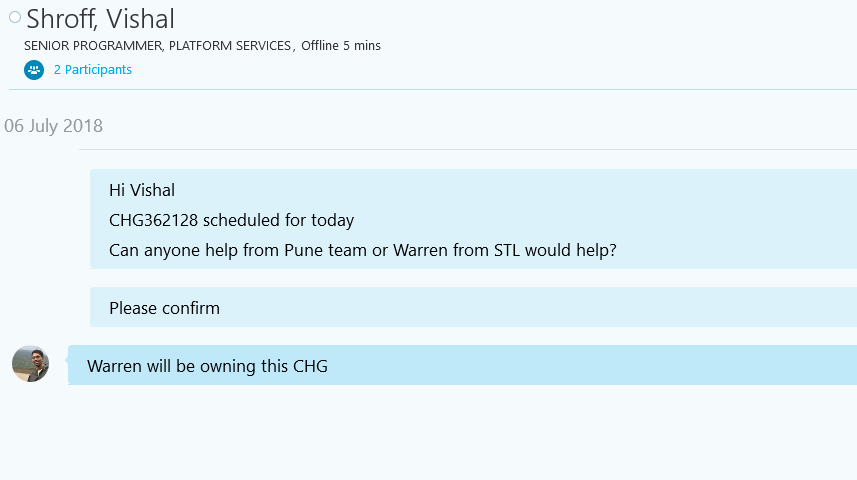 Shroff, Vishal
SENIOR PROGRAMMER, PLATFORM SERVICES, Offline 5 mins
2 Participants
06 July 2018
Hi Vishal
CHG362128 scheduled for today
Can anyone help from Pune team or Warren from STL would help?
Please confirm
Warren will be owning this CHG